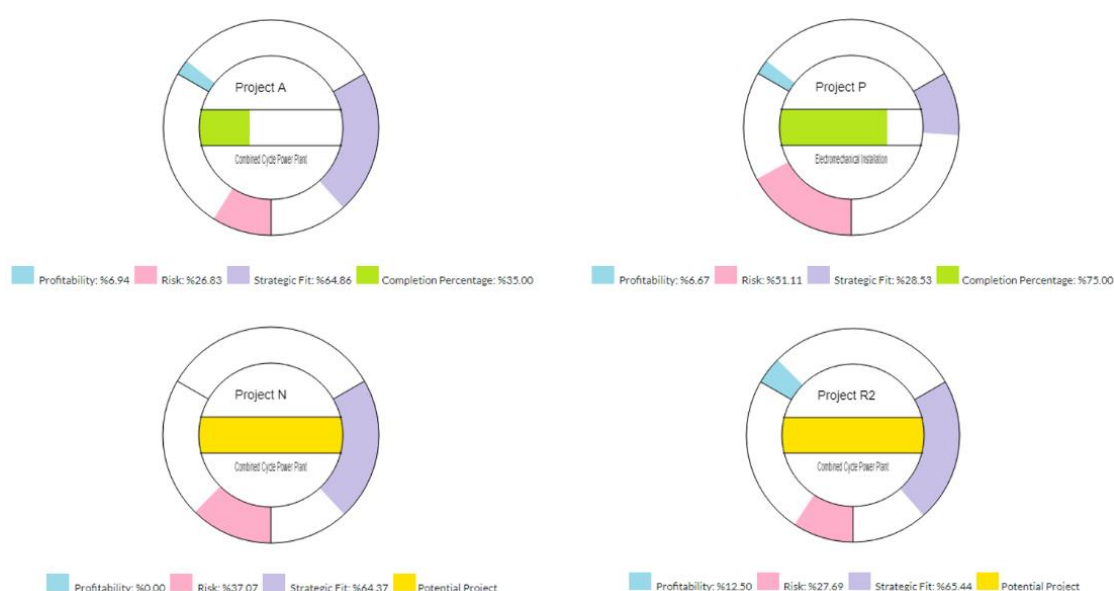 Project A
Combined Cycle Power Plant
Profitability: %6.94 Risk: %26.83 Strategic Fit: %64.86 Completion Percentage: %35.00
Project P
Electromechanical Installation
Profitability: %6.67 Risk: %51.11 Strategic Fit: %28.53 Completion Percentage: %75.00
Project N
Combined Cycle Power Plant
Profitability: %0.00 Risk: %37.07 Strategic Fit: %64.37 Potential Project
Project R2
Combined Cycle Power Plant
Profitability: %12.50 Risk: %27.69 Strategic Fit: %65.44 Potential Project